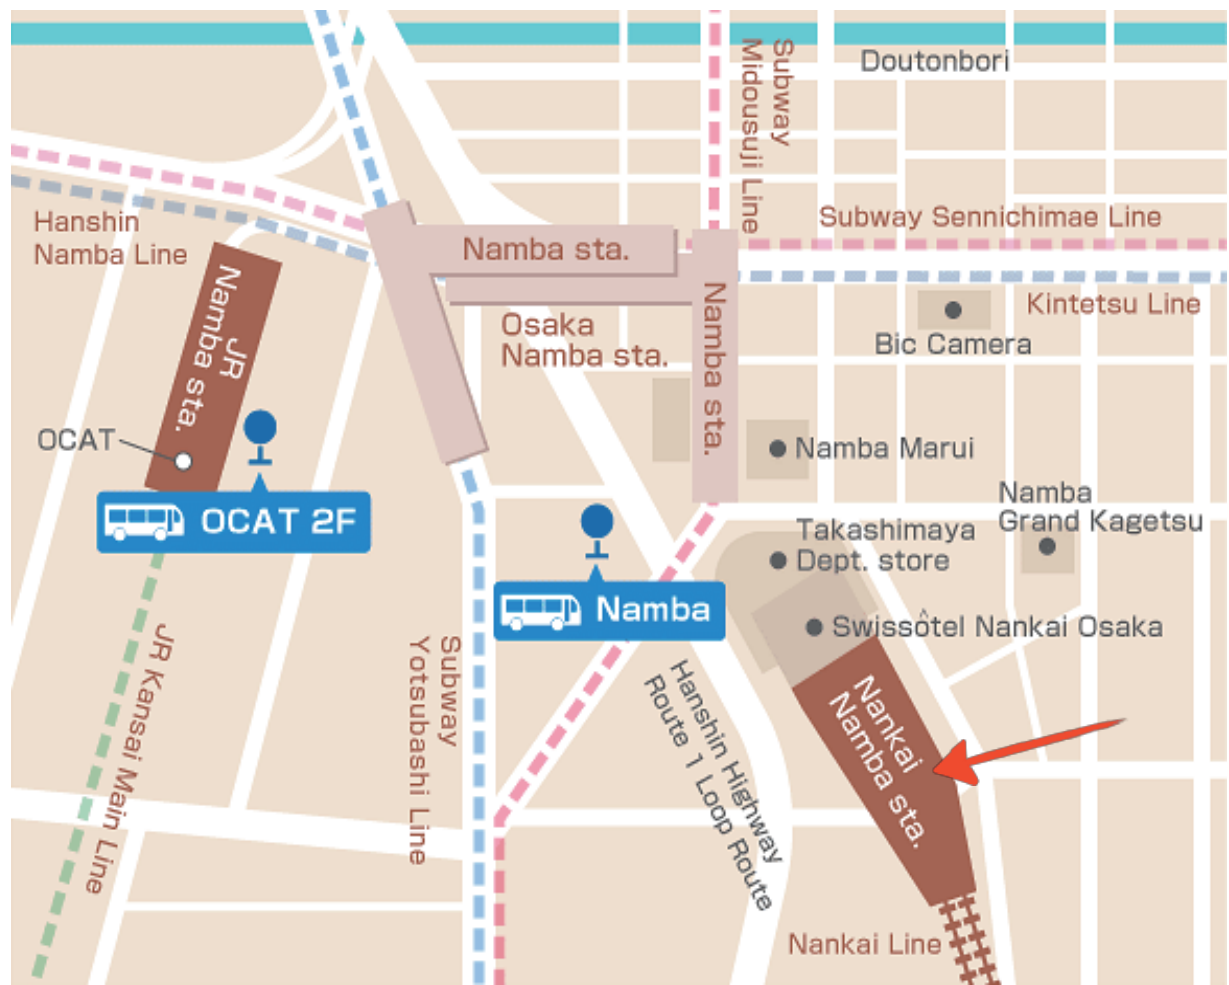 Doutonbori
Subway
Midousuji Line
Subway Sennichimae Line
Hanshin
Namba Line
Namba sta.
Kintetsu Line
JR
Namba sta.
Osaka
Namba sta.
Namba sta.
Bic Camera
OCAT
Namba Marui
Namba
Grand Kagetsu
OCAT 2F
Takashimaya
Dept. store
Namba
Swissôtel Nankai Osaka
JR Kansai Main Line
Subway
Yotsubashi Line
Hanshin Highway
Route 1 Loop Route
Nankai
Namba sta.
Nankai Line